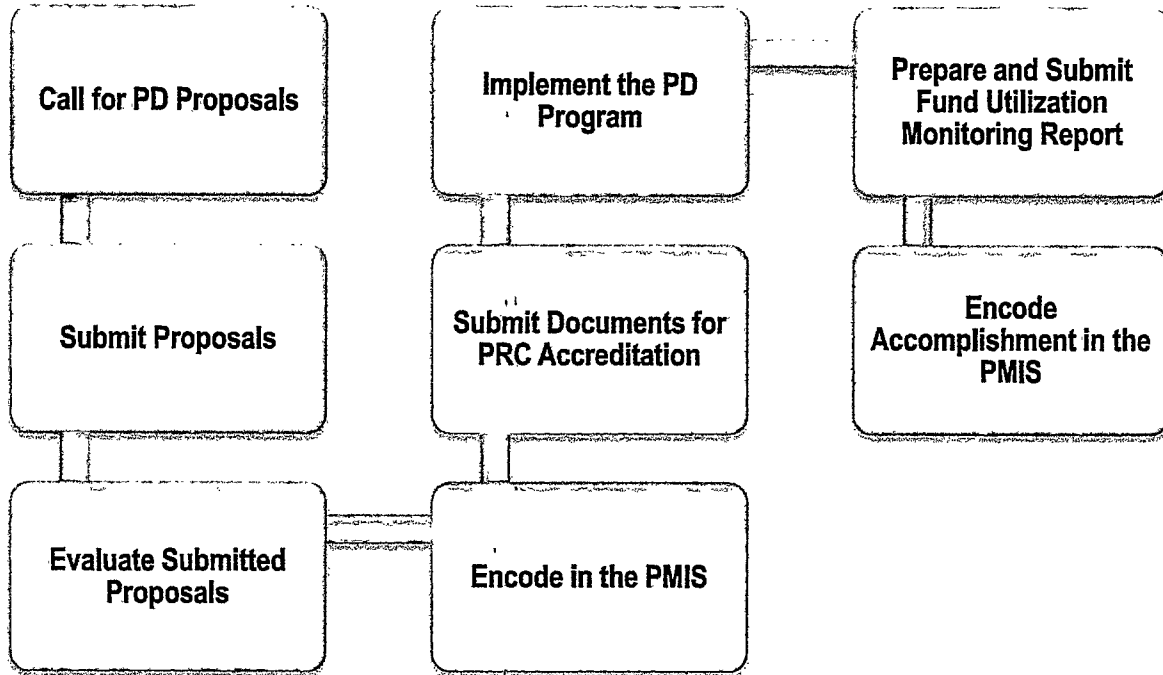 Call for PD Proposals
Submit Proposals
Evaluate Submitted
Proposals
Encode in the PMIS
Submit Documents for
PRC Accreditation
Implement the PD
Program
Prepare and Submit
Fund Utilization
Monitoring Report
Encode
Accomplishment in the
PMIS